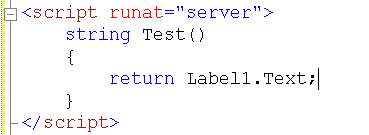 <script runat="server">
string Test()
{
return Label1.Text;
}
</script>